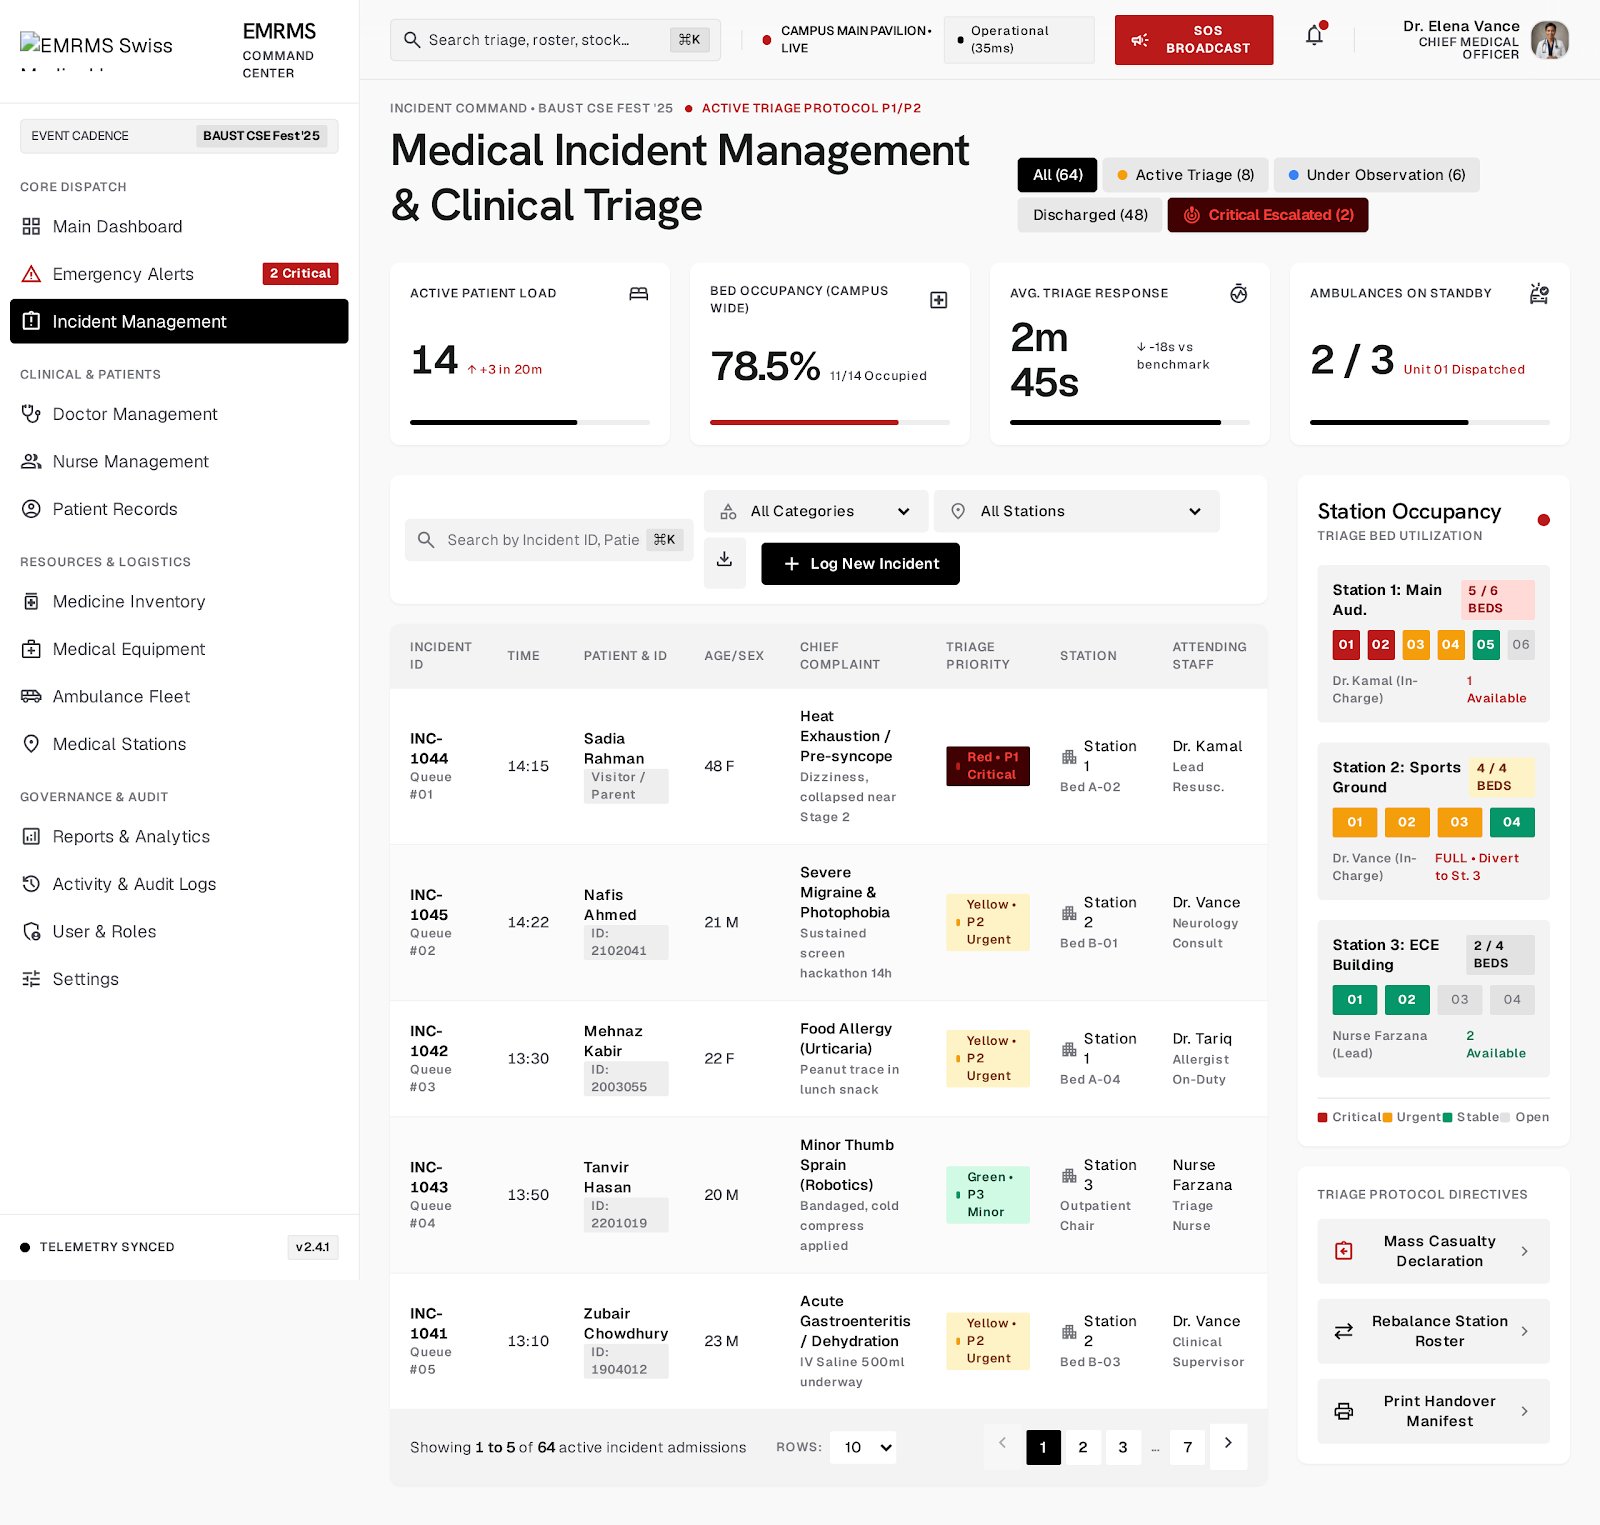 EMRMS Swiss
EMRMS
COMMAND
CENTER
EVENT CADENCE
BAUST CSE Fest '25
CORE DISPATCH
Main Dashboard
Emergency Alerts
2 Critical
Incident Management
CLINICAL & PATIENTS
Doctor Management
Nurse Management
Patient Records
RESOURCES & LOGISTICS
Medicine Inventory
Medical Equipment
Ambulance Fleet
Medical Stations
GOVERNANCE & AUDIT
Reports & Analytics
Activity & Audit Logs
User & Roles
Settings
TELEMETRY SYNCED
v2.4.1
Search triage, roster, stock...
⌘K
CAMPUS MAIN PAVILION •
LIVE
Operational
(35ms)
SOS
BROADCAST
Dr. Elena Vance
CHIEF MEDICAL
OFFICER
INCIDENT COMMAND • BAUST CSE FEST '25
ACTIVE TRIAGE PROTOCOL P1/P2
Medical Incident Management
& Clinical Triage
All (64)
Active Triage (8)
Under Observation (6)
Discharged (48)
Critical Escalated (2)
ACTIVE PATIENT LOAD
14
↑ +3 in 20m
BED OCCUPANCY (CAMPUS
WIDE)
78.5%
11/14 Occupied
AVG. TRIAGE RESPONSE
2m
45s
↓ -18s vs
benchmark
AMBULANCES ON STANDBY
2 / 3
Unit 01 Dispatched
Search by Incident ID, Patie
⌘K
All Categories
All Stations
Log New Incident
INCIDENT
ID
TIME
PATIENT & ID
AGE/SEX
CHIEF
COMPLAINT
TRIAGE
PRIORITY
STATION
ATTENDING
STAFF
INC-
1044
Queue
#01
14:15
Sadia
Rahman
Visitor /
Parent
48 F
Heat
Exhaustion /
Pre-syncope
Dizziness,
collapsed near
Stage 2
Red • P1
Critical
Station
1
Bed A-02
Dr. Kamal
Lead
Resusc.
INC-
1045
Queue
#02
14:22
Nafis
Ahmed
ID:
2102041
21 M
Severe
Migraine &
Photophobia
Sustained
screen
hackathon 14h
Yellow •
P2
Urgent
Station
2
Bed B-01
Dr. Vance
Neurology
Consult
INC-
1042
Queue
#03
13:30
Mehnaz
Kabir
ID:
2003055
22 F
Food Allergy
(Urticaria)
Peanut trace in
lunch snack
Yellow •
P2
Urgent
Station
1
Bed A-04
Dr. Tariq
Allergist
On-Duty
INC-
1043
Queue
#04
13:50
Tanvir
Hasan
ID:
2201019
20 M
Minor Thumb
Sprain
(Robotics)
Bandaged, cold
compress
applied
Green •
P3
Minor
Station
3
Outpatient
Chair
Nurse
Farzana
Triage
Nurse
INC-
1041
Queue
#05
13:10
Zubair
Chowdhury
ID:
1904012
23 M
Acute
Gastroenteritis
/ Dehydration
IV Saline 500ml
underway
Yellow •
P2
Urgent
Station
2
Bed B-03
Dr. Vance
Clinical
Supervisor
Showing 1 to 5 of 64 active incident admissions
ROWS:
10
1
2
3
...
7
Station Occupancy
TRIAGE BED UTILIZATION
Station 1: Main
Aud.
5 / 6
BEDS
01 02 03 04 05 06
Dr. Kamal (In-
Charge)
1
Available
Station 2: Sports
Ground
4 / 4
BEDS
01 02 03 04
Dr. Vance (In-
Charge)
FULL • Divert
to St. 3
Station 3: ECE
Building
2 / 4
BEDS
01 02 03 04
Nurse Farzana
(Lead)
2
Available
Critical Urgent Stable Open
TRIAGE PROTOCOL DIRECTIVES
Mass Casualty
Declaration
Rebalance Station
Roster
Print Handover
Manifest